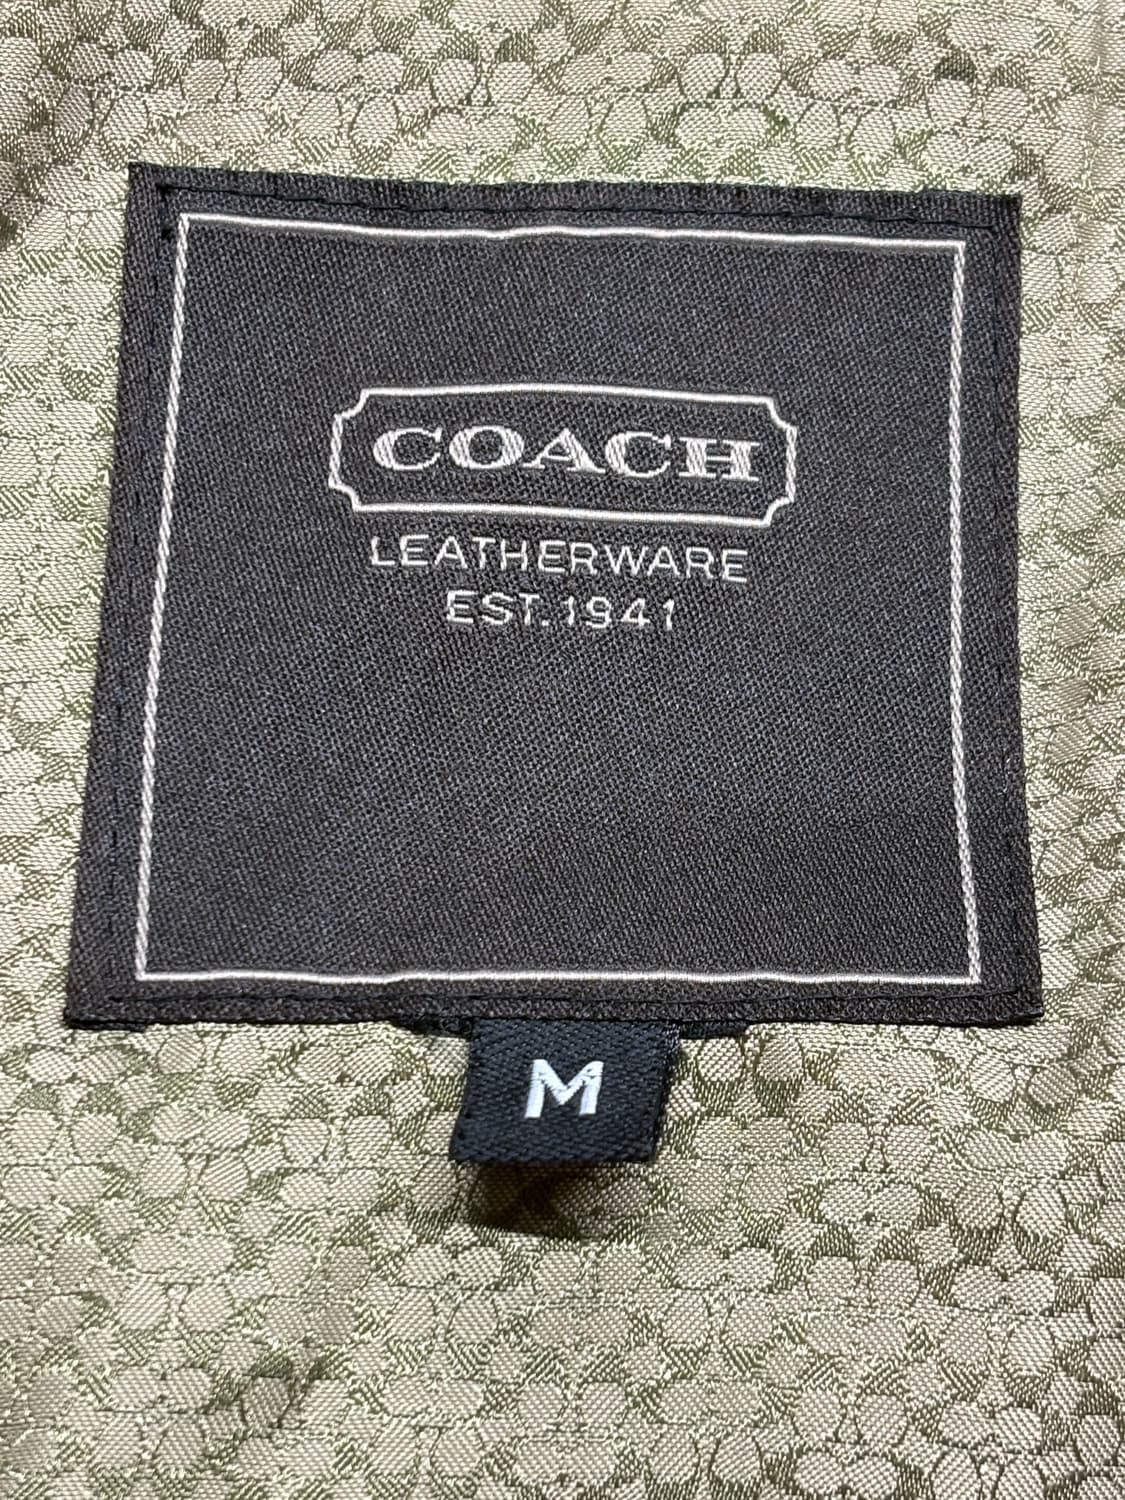 COACH
LEATHERWARE
EST. 1941
M